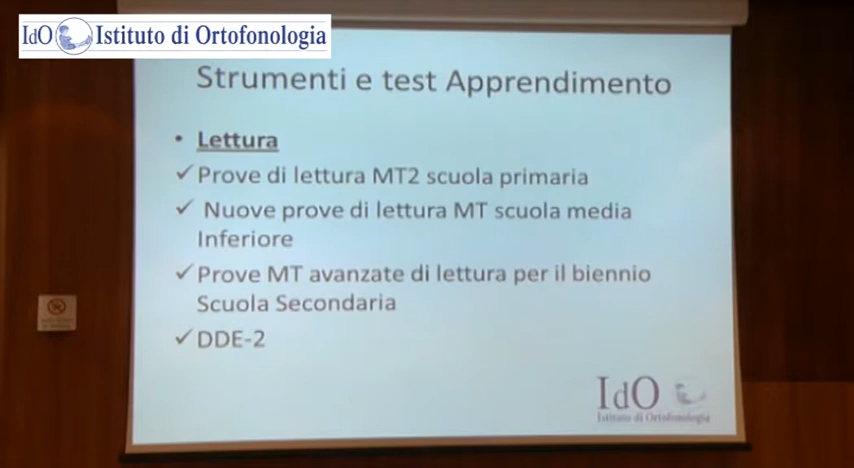 IdO Istituto di Ortofonologia
Strumenti e test Apprendimento
• Lettura
✓ Prove di lettura MT2 scuola primaria
✓ Nuove prove di lettura MT scuola media
Inferiore
✓ Prove MT avanzate di lettura per il biennio
Scuola Secondaria
✓ DDE-2
IdO
Istituto di Ortofonologia